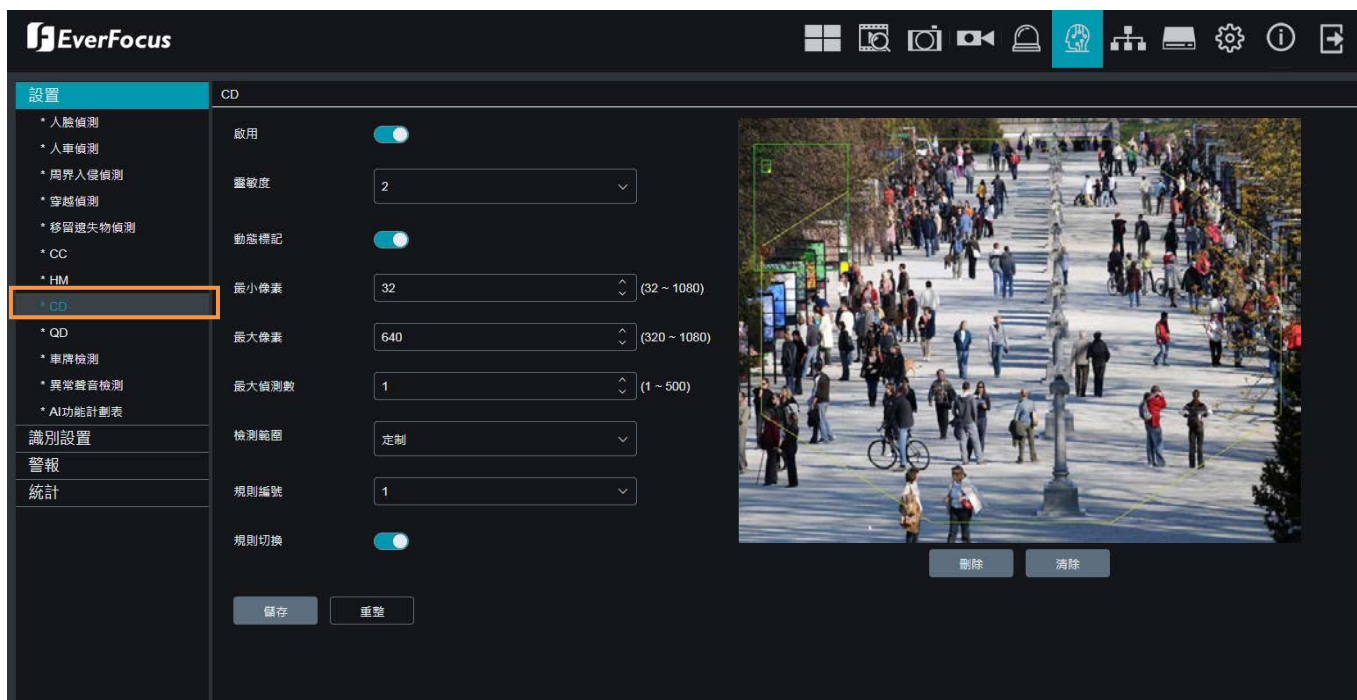 EverFocus
設置
CD
* 人臉偵測
* 人車偵測
* 周界入侵偵測
* 穿越偵測
* 移留遺失物偵測
* CC
* HM
* CD
* QD
* 車牌檢測
* 異常聲音檢測
* AI功能計劃表
識別設置
警報
統計
啟用
靈敏度 2
動態標記
最小像素 32 (32 ~ 1080)
最大像素 640 (320 ~ 1080)
最大偵測數 1 (1 ~ 500)
檢測範圍 定制
規則編號 1
規則切換
刪除 清除
儲存 重整